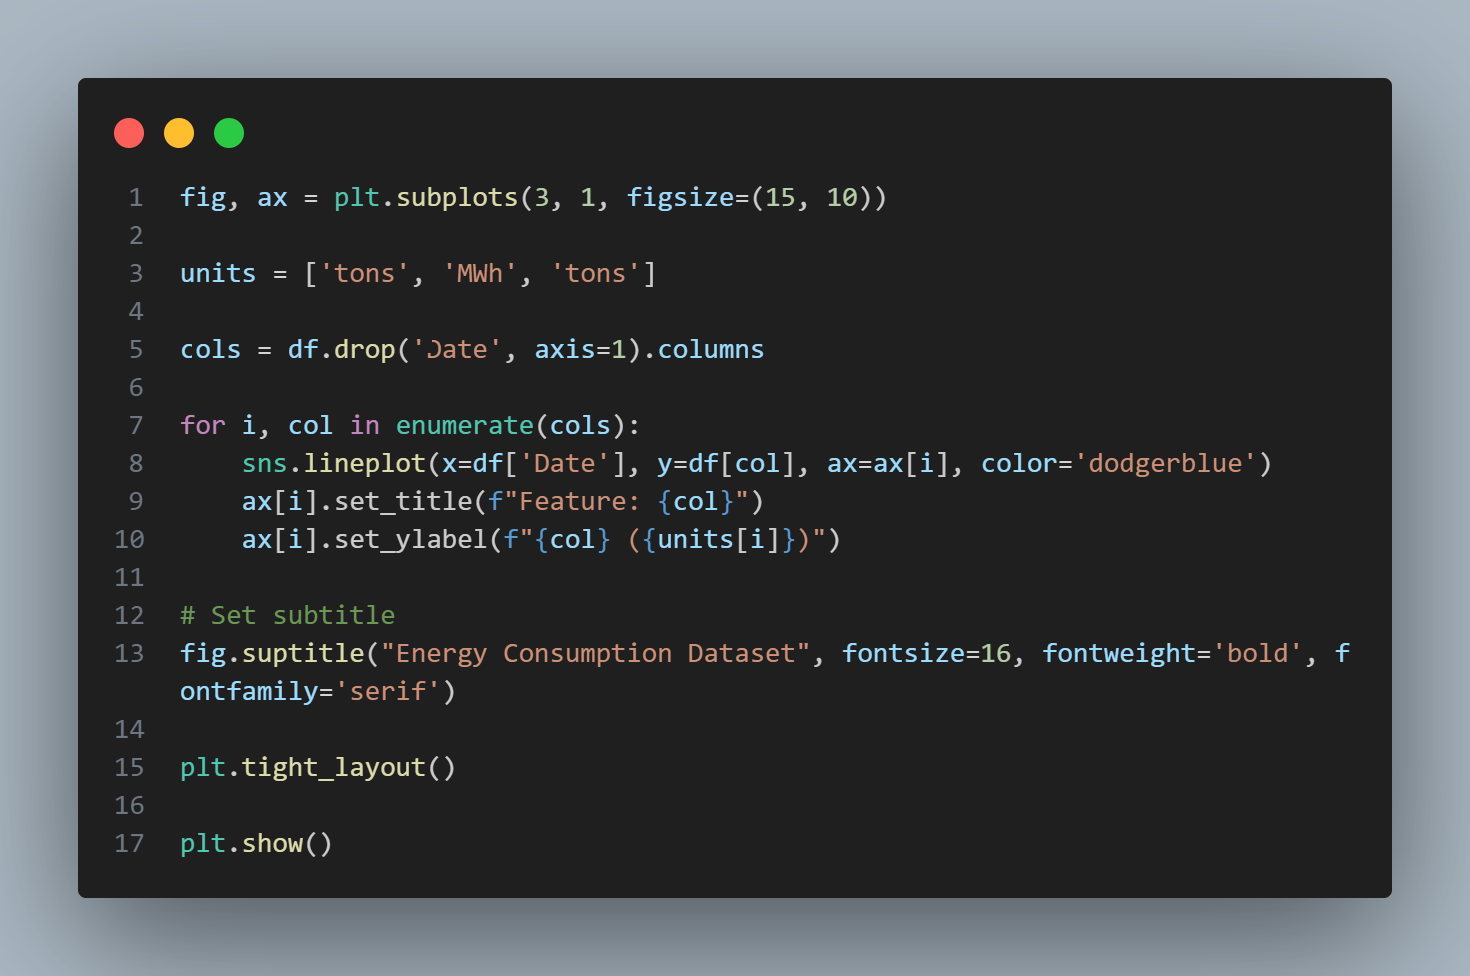 1 fig, ax = plt.subplots(3, 1, figsize=(15, 10))
2
3 units = ['tons', 'MWh', 'tons']
4
5 cols = df.drop('Date', axis=1).columns
6
7 for i, col in enumerate(cols):
8     sns.lineplot(x=df['Date'], y=df[col], ax=ax[i], color='dodgerblue')
9     ax[i].set_title(f"Feature: {col}")
10     ax[i].set_ylabel(f"{col} ({units[i]})")
11
12 # Set subtitle
13 fig.suptitle("Energy Consumption Dataset", fontsize=16, fontweight='bold', f
ontfamily='serif')
14
15 plt.tight_layout()
16
17 plt.show()